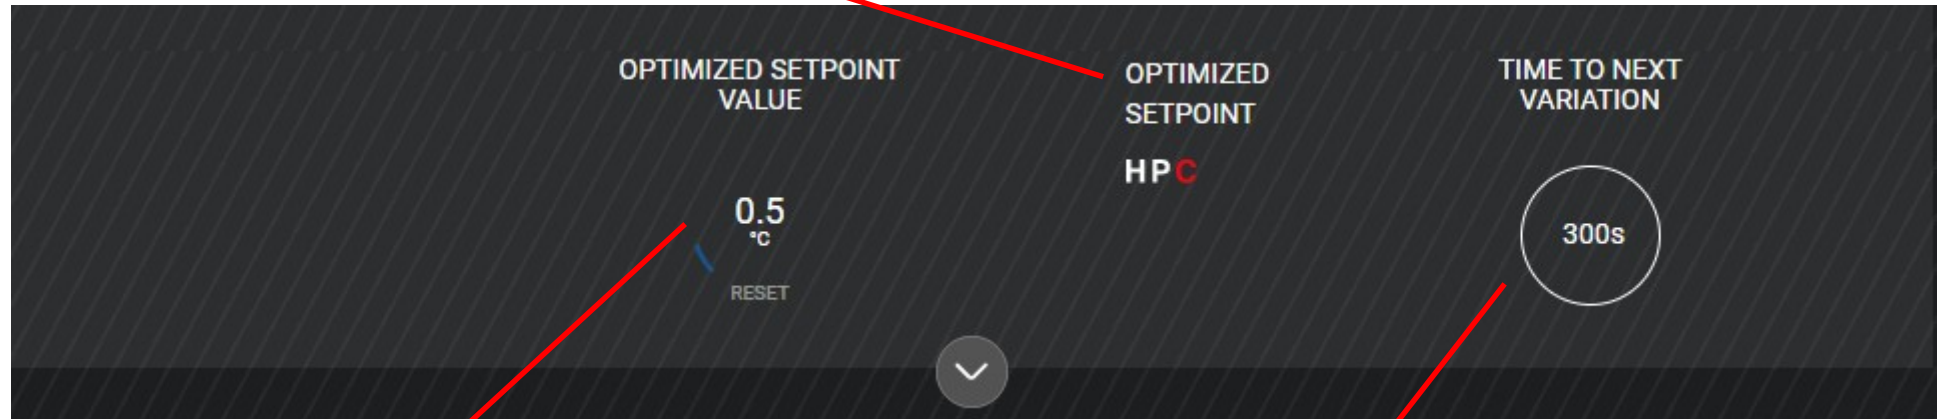 OPTIMIZED SETPOINT
VALUE
0.5
°C
RESET
OPTIMIZED
SETPOINT
HPC
TIME TO NEXT
VARIATION
300s